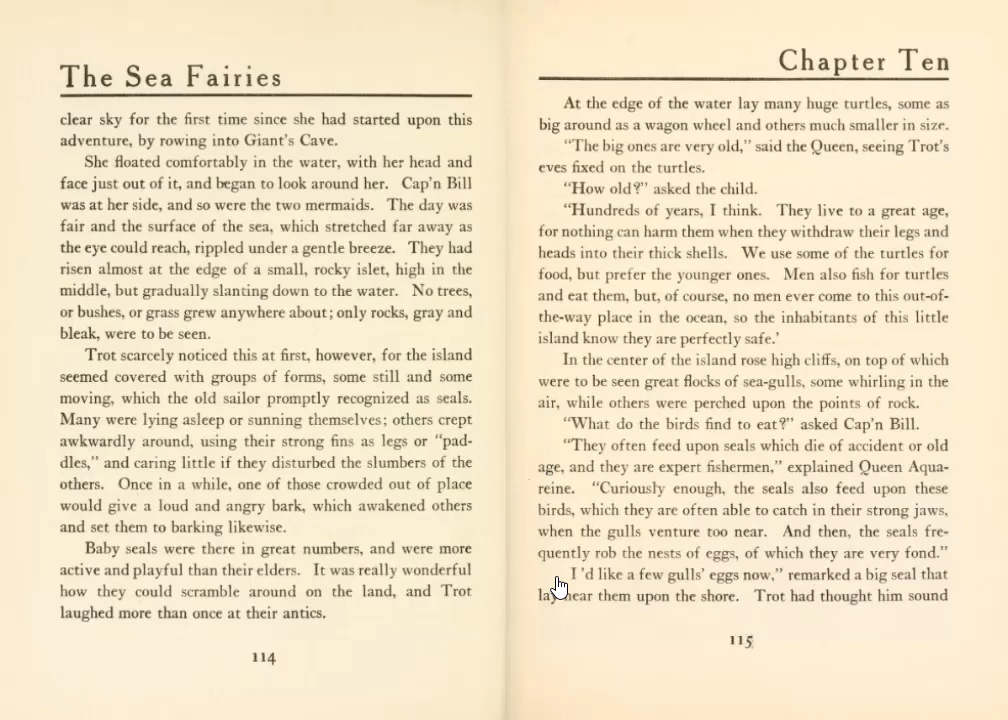 The Sea Fairies
clear sky for the first time since she had started upon this
adventure, by rowing into Giant's Cave.
She floated comfortably in the water, with her head and
face just out of it, and began to look around her. Cap'n Bill
was at her side, and so were the two mermaids. The day was
fair and the surface of the sea, which stretched far away as
the eye could reach, rippled under a gentle breeze. They had
risen almost at the edge of a small, rocky islet, high in the
middle, but gradually slanting down to the water. No trees,
or bushes, or grass grew anywhere about; only rocks, gray and
bleak, were to be seen.
Trot scarcely noticed this at first, however, for the island
seemed covered with groups of forms, some still and some
moving, which the old sailor promptly recognized as seals.
Many were lying asleep or sunning themselves; others crept
awkwardly around, using their strong fins as legs or "pad-
dles," and caring little if they disturbed the slumbers of the
others. Once in a while, one of those crowded out of place
would give a loud and angry bark, which awakened others
and set them to barking likewise.
Baby seals were there in great numbers, and were more
active and playful than their elders. It was really wonderful
how they could scramble around on the land, and Trot
laughed more than once at their antics.
114
Chapter Ten
At the edge of the water lay many huge turtles, some as
big around as a wagon wheel and others much smaller in size.
"The big ones are very old," said the Queen, seeing Trot's
eyes fixed on the turtles.
"How old?" asked the child.
"Hundreds of years, I think. They live to a great age,
for nothing can harm them when they withdraw their legs and
heads into their thick shells. We use some of the turtles for
food, but prefer the younger ones. Men also fish for turtles
and eat them, but, of course, no men ever come to this out-of-
the-way place in the ocean, so the inhabitants of this little
island know they are perfectly safe.'
In the center of the island rose high cliffs, on top of which
were to be seen great flocks of sea-gulls, some whirling in the
air, while others were perched upon the points of rock.
"What do the birds find to eat?" asked Cap'n Bill.
"They often feed upon seals which die of accident or old
age, and they are expert fishermen," explained Queen Aqua-
reine. "Curiously enough, the seals also feed upon these
birds, which they are often able to catch in their strong jaws,
when the gulls venture too near. And then, the seals fre-
quently rob the nests of eggs, of which they are very fond."
I 'd like a few gulls' eggs now," remarked a big seal that
lay near them upon the shore. Trot had thought him sound
115